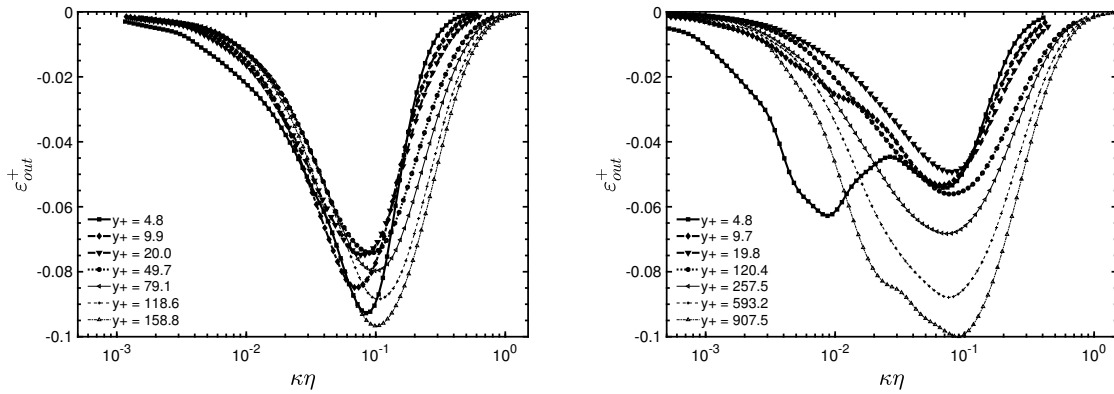 0
-0.02
-0.04
-0.06
-0.08
-0.1
ε⁺out
y+ = 4.8
y+ = 9.9
y+ = 20.0
y+ = 49.7
y+ = 79.1
y+ = 118.6
y+ = 158.8
10⁻³ 10⁻² 10⁻¹ 10⁰
κη
0
-0.02
-0.04
-0.06
-0.08
-0.1
ε⁺out
y+ = 4.8
y+ = 9.7
y+ = 19.8
y+ = 120.4
y+ = 257.5
y+ = 593.2
y+ = 907.5
10⁻³ 10⁻² 10⁻¹ 10⁰
κη